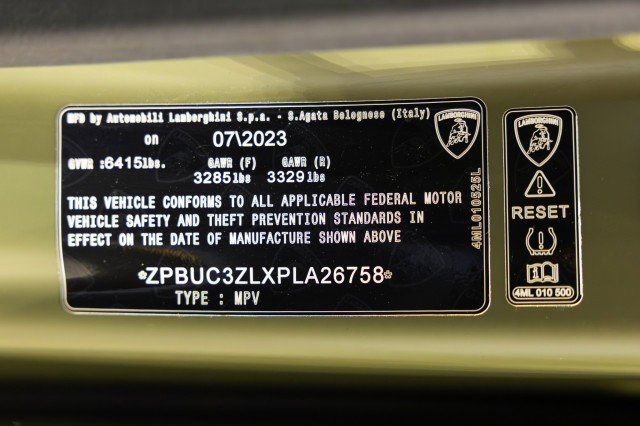 MFD by Automobili Lamborghini S.p.a. - S.Agata Bolognese (Italy)
on 07\2023
GVWR :6415lbs. GAWR (F) GAWR (R)
3285lbs 3329lbs
THIS VEHICLE CONFORMS TO ALL APPLICABLE FEDERAL MOTOR
VEHICLE SAFETY AND THEFT PREVENTION STANDARDS IN
EFFECT ON THE DATE OF MANUFACTURE SHOWN ABOVE
*ZPBUC3ZLXPLA26758*
TYPE : MPV
4ML010525L
LAMBORGHINI
LAMBORGHINI
RESET
4ML 010 500